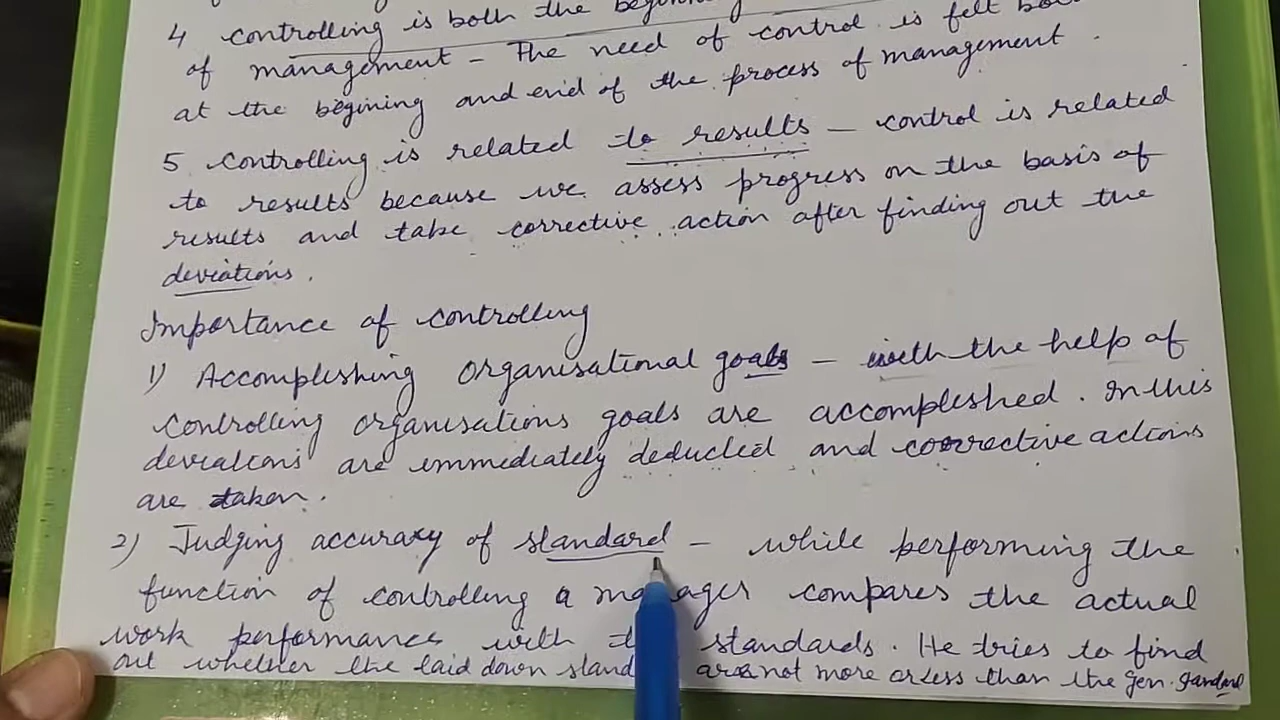 4 controlling is both the
of management - The need of control is felt
at the begining and end of the process of management.
5 controlling is related to results - control is related
to results because we assess progress on the basis of
results and take corrective action after finding out the
deviations.
Importance of controlling
1) Accomplishing organisational goals - with the help of
controlling organisations goals are accomplished. In this
deviations are immediately deducted and corrective actions
are taken.
2) Judging accuracy of standard - while performing the
function of controlling a manager compares the actual
work performance with standards. He tries to find
out whether the laid down are not more or less than the gen. standard